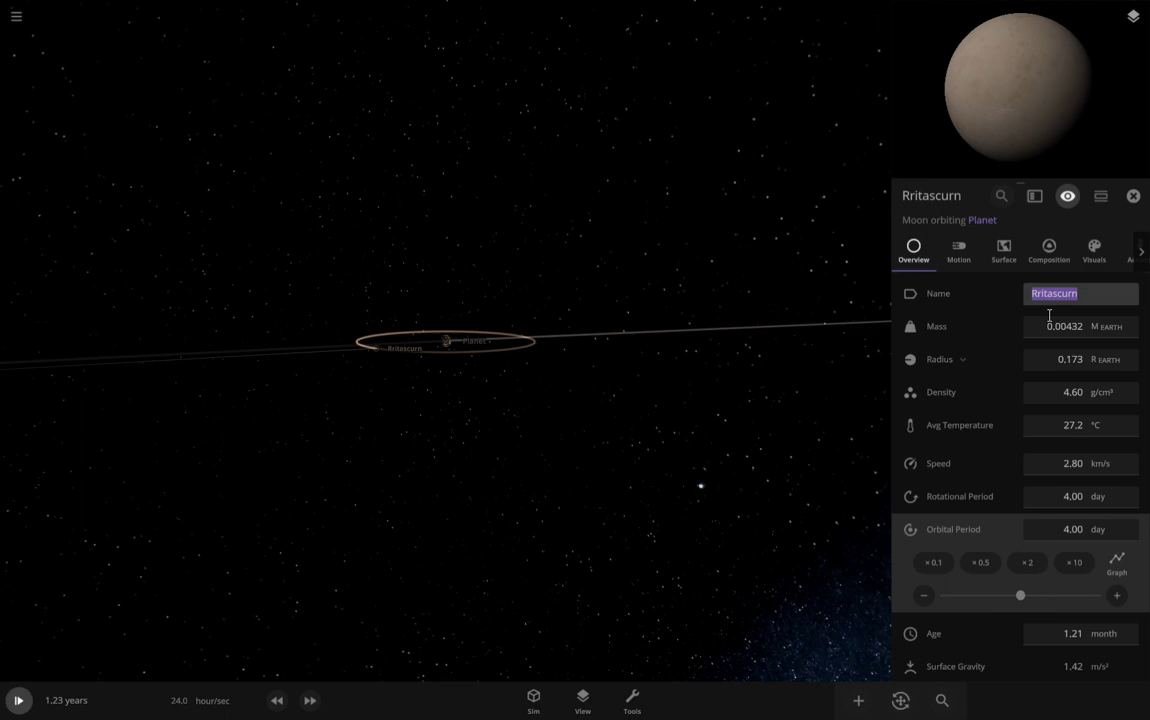 Rritascurn
Moon orbiting Planet
Overview Motion Surface Composition Visuals
Name Rritascurn
Mass 0.00432 M EARTH
Radius 0.173 R EARTH
Density 4.60 g/cm³
Avg Temperature 27.2 °C
Speed 2.80 km/s
Rotational Period 4.00 day
Orbital Period 4.00 day
× 0.1 × 0.5 × 2 × 10 Graph
Age 1.21 month
Surface Gravity 1.42 m/s²
Planet
Rritascurn
1.23 years 24.0 hour/sec Sim View Tools